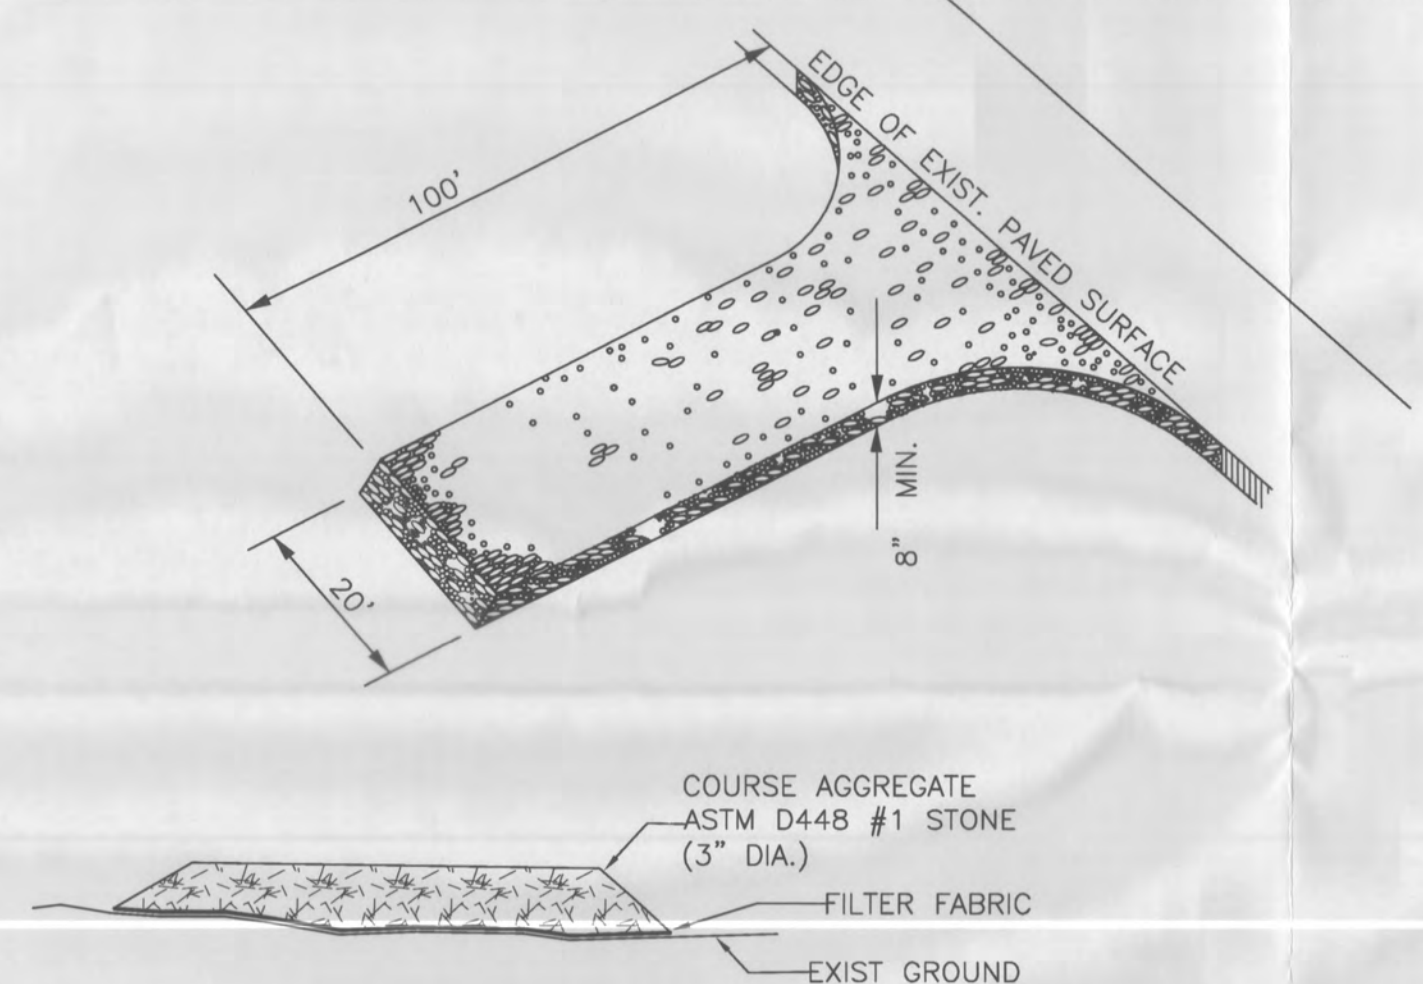 100'
EDGE OF EXIST. PAVED SURFACE
8" MIN.
20'
COURSE AGGREGATE
ASTM D448 #1 STONE
(3" DIA.)
FILTER FABRIC
EXIST GROUND